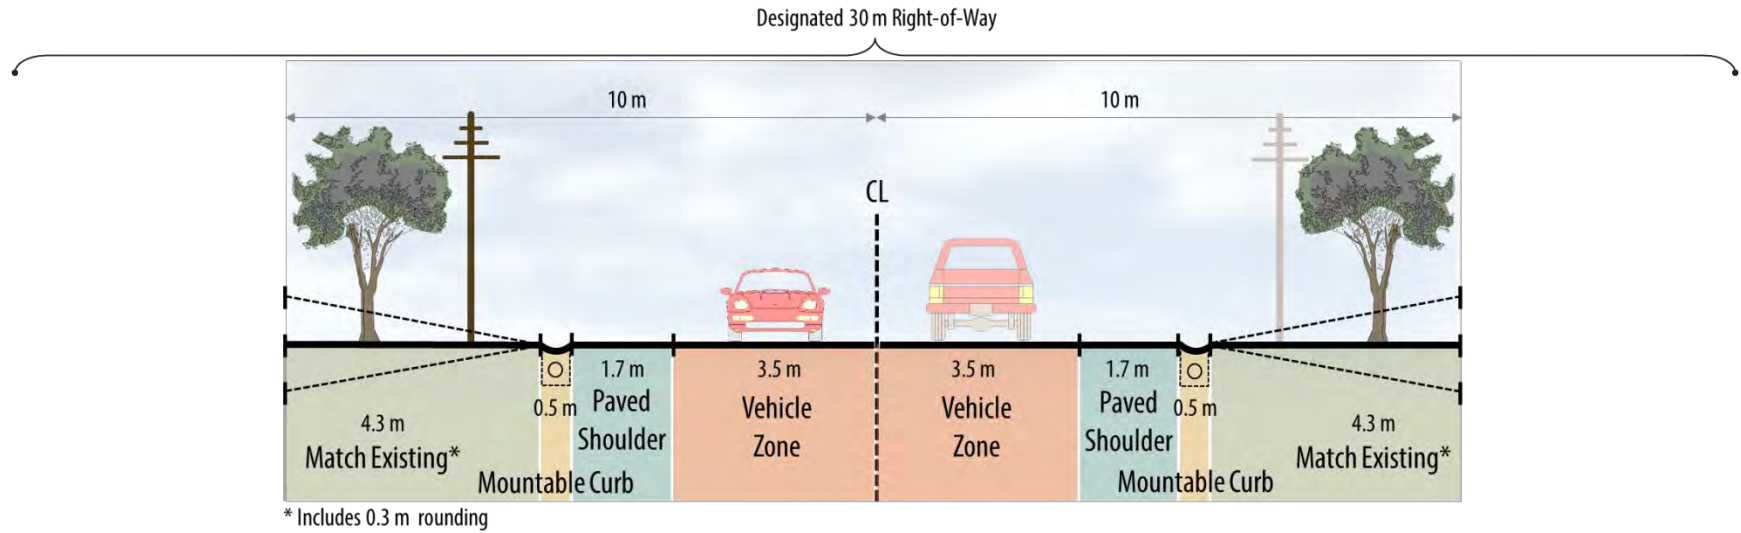 Designated 30 m Right-of-Way
10 m
10 m
CL
4.3 m
Match Existing*
0.5 m
Mountable Curb
1.7 m
Paved
Shoulder
3.5 m
Vehicle
Zone
3.5 m
Vehicle
Zone
1.7 m
Paved
Shoulder
0.5 m
Mountable Curb
4.3 m
Match Existing*
* Includes 0.3 m rounding